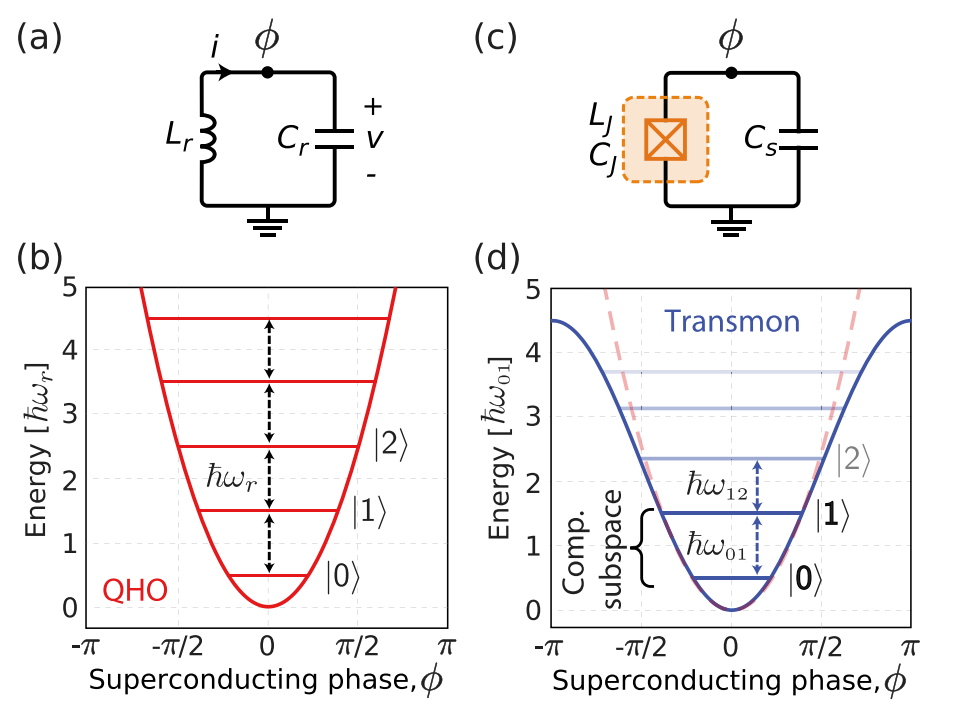 (a)
i
ϕ
L_r
C_r
+
v
-
(c)
ϕ
L_J
C_J
C_s
(b)
5
4
3
2
1
0
Energy [ℏω_r]
|2⟩
ℏω_r
|1⟩
|0⟩
QHO
-π
-π/2
0
π/2
π
Superconducting phase, ϕ
(d)
5
4
3
2
1
0
Energy [ℏω_01]
Transmon
|2⟩
ℏω_12
|1⟩
Comp.
subspace
ℏω_01
|0⟩
-π
-π/2
0
π/2
π
Superconducting phase, ϕ